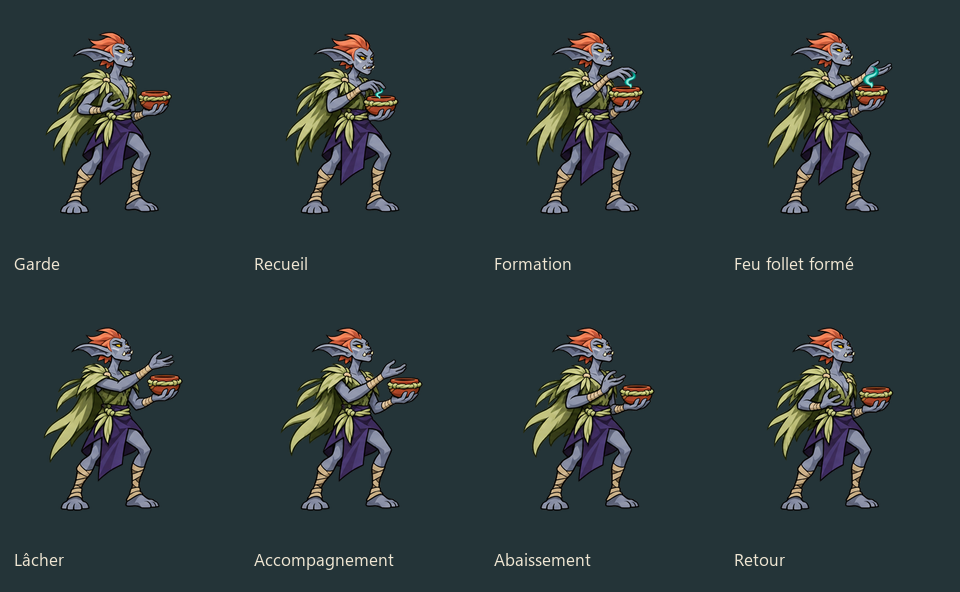 Garde
Recueil
Formation
Feu follet formé
Lâcher
Accompagnement
Abaissement
Retour